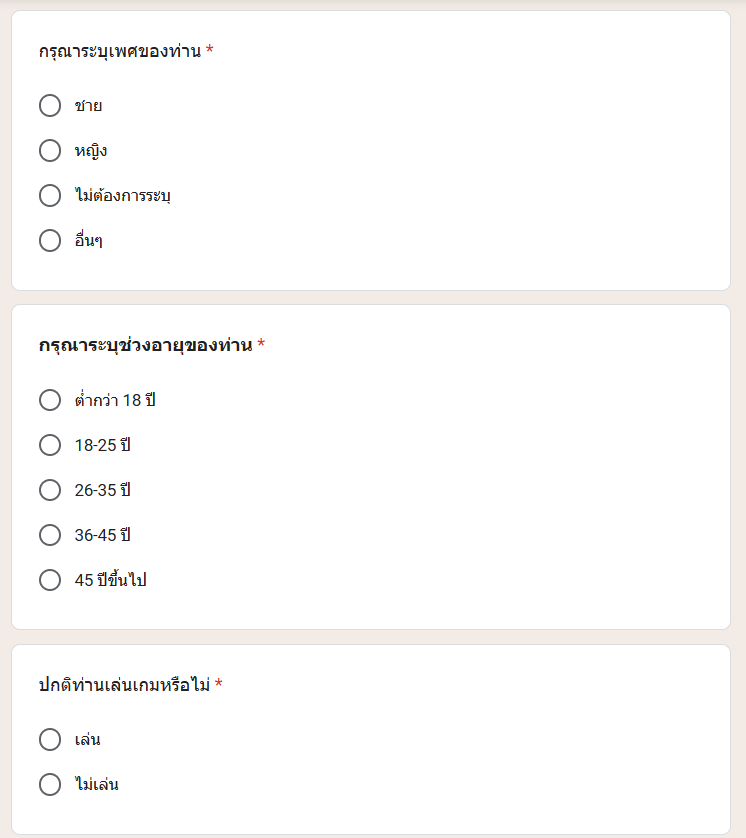 กรุณาระบุเพศของท่าน *
ชาย
หญิง
ไม่ต้องการระบุ
อื่นๆ
กรุณาระบุช่วงอายุของท่าน *
ต่ำกว่า 18 ปี
18-25 ปี
26-35 ปี
36-45 ปี
45 ปีขึ้นไป
ปกติท่านเล่นเกมหรือไม่ *
เล่น
ไม่เล่น